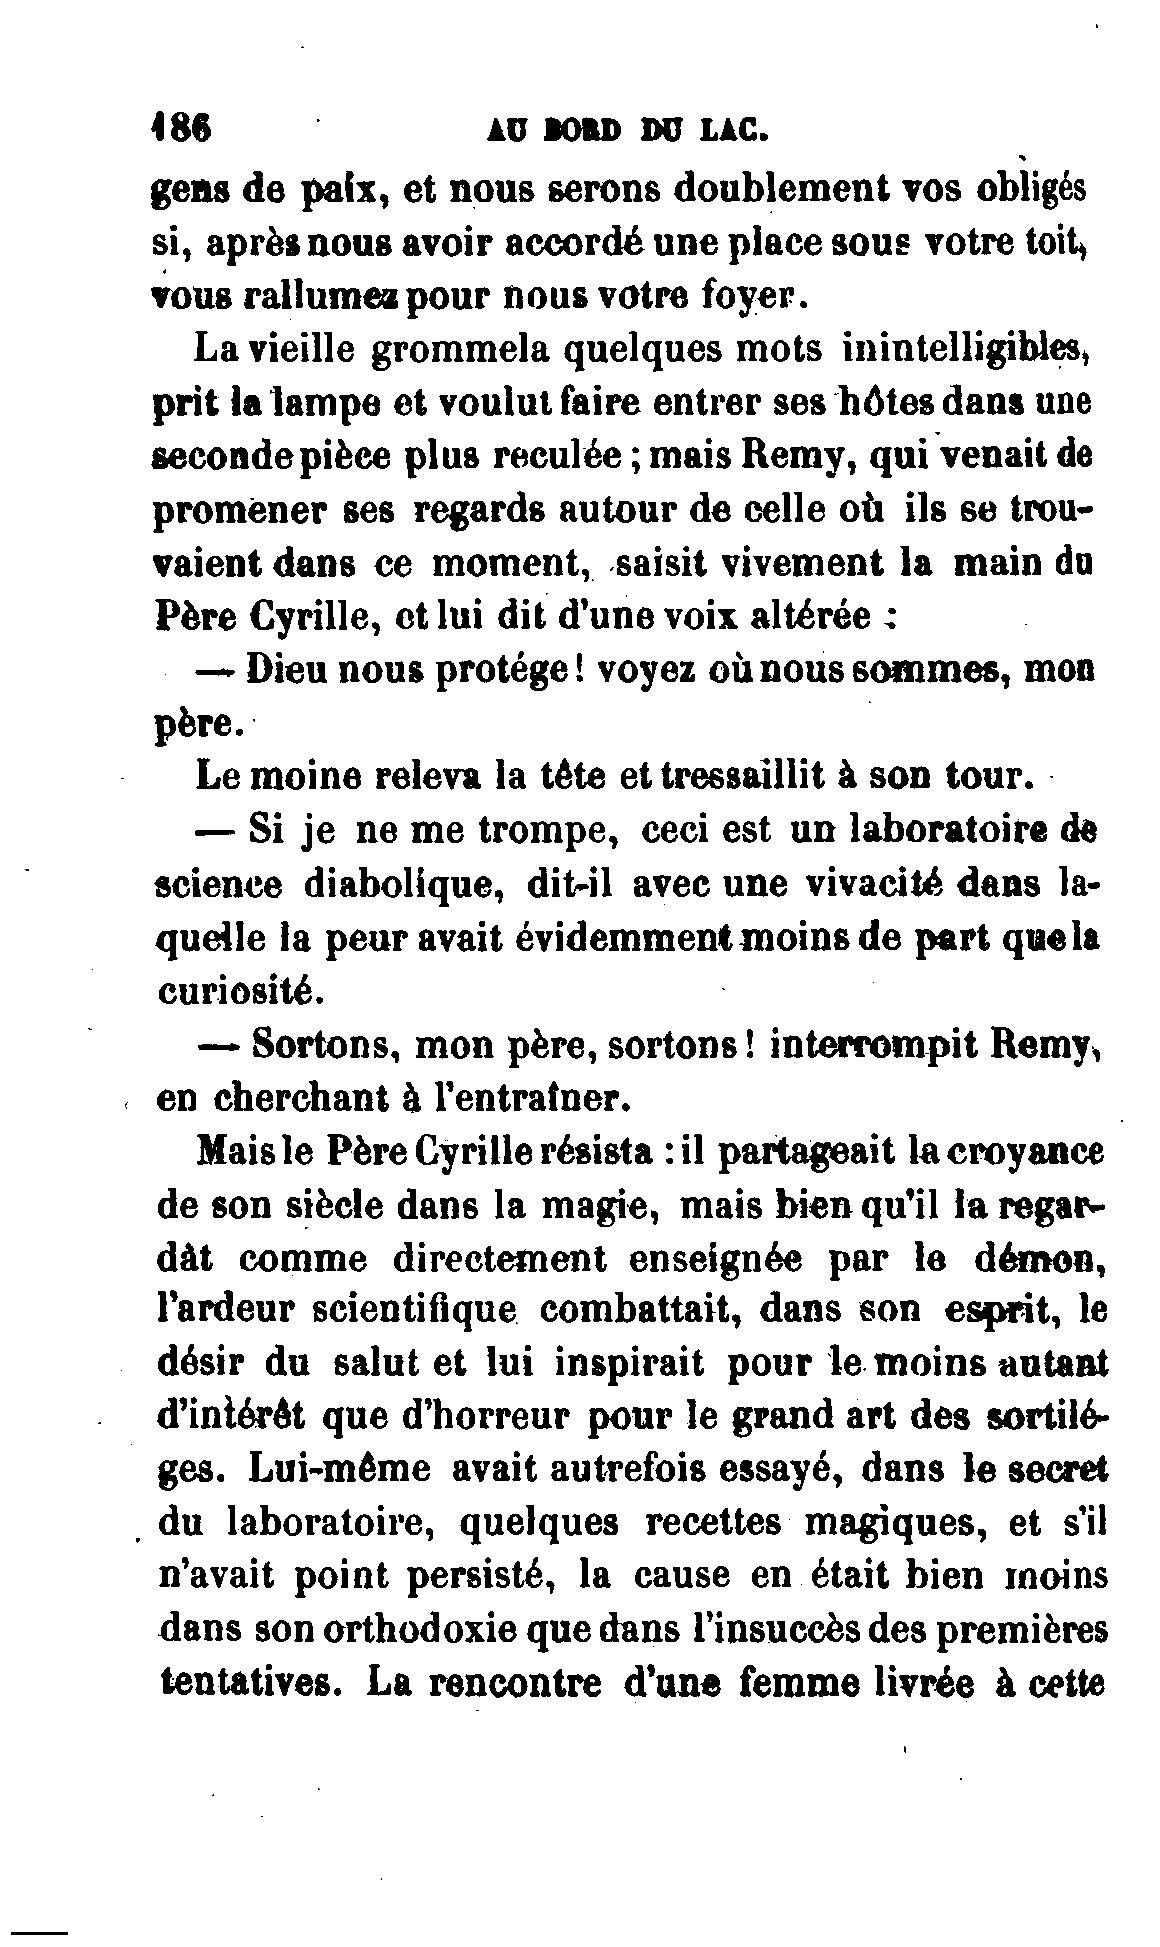 186 AU BORD DU LAC.
gens de paix, et nous serons doublement vos obligés
si, après nous avoir accordé une place sous votre toit,
vous rallumez pour nous votre foyer.
La vieille grommela quelques mots inintelligibles,
prit la lampe et voulut faire entrer ses hôtes dans une
seconde pièce plus reculée ; mais Remy, qui venait de
promener ses regards autour de celle où ils se trou-
vaient dans ce moment, saisit vivement la main du
Père Cyrille, et lui dit d'une voix altérée :
— Dieu nous protége ! voyez où nous sommes, mon
père.
Le moine releva la tête et tressaillit à son tour.
— Si je ne me trompe, ceci est un laboratoire de
science diabolique, dit-il avec une vivacité dans la-
quelle la peur avait évidemment moins de part que la
curiosité.
— Sortons, mon père, sortons ! interrompit Remy,
en cherchant à l'entraîner.
Mais le Père Cyrille résista : il partageait la croyance
de son siècle dans la magie, mais bien qu'il la regar-
dât comme directement enseignée par le démon,
l'ardeur scientifique combattait, dans son esprit, le
désir du salut et lui inspirait pour le moins autant
d'intérêt que d'horreur pour le grand art des sortilé-
ges. Lui-même avait autrefois essayé, dans le secret
du laboratoire, quelques recettes magiques, et s'il
n'avait point persisté, la cause en était bien moins
dans son orthodoxie que dans l'insuccès des premières
tentatives. La rencontre d'une femme livrée à cette